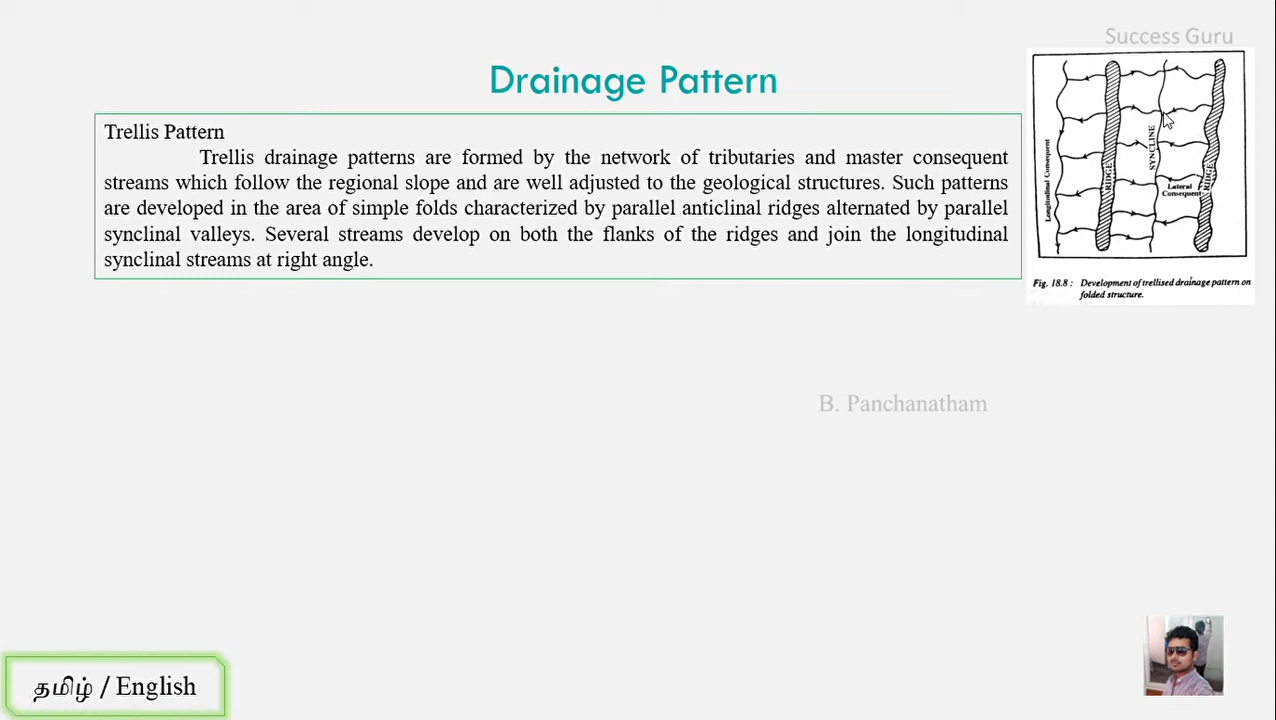 Success Guru
Drainage Pattern
Trellis Pattern
Trellis drainage patterns are formed by the network of tributaries and master consequent
streams which follow the regional slope and are well adjusted to the geological structures. Such patterns
are developed in the area of simple folds characterized by parallel anticlinal ridges alternated by parallel
synclinal valleys. Several streams develop on both the flanks of the ridges and join the longitudinal
synclinal streams at right angle.
Longitudinal Consequent
RIDGE
SYNCLINE
Lateral
Consequent
RIDGE
Fig. 18.8 : Development of trellised drainage pattern on
folded structure.
B. Panchanatham
தமிழ் / English